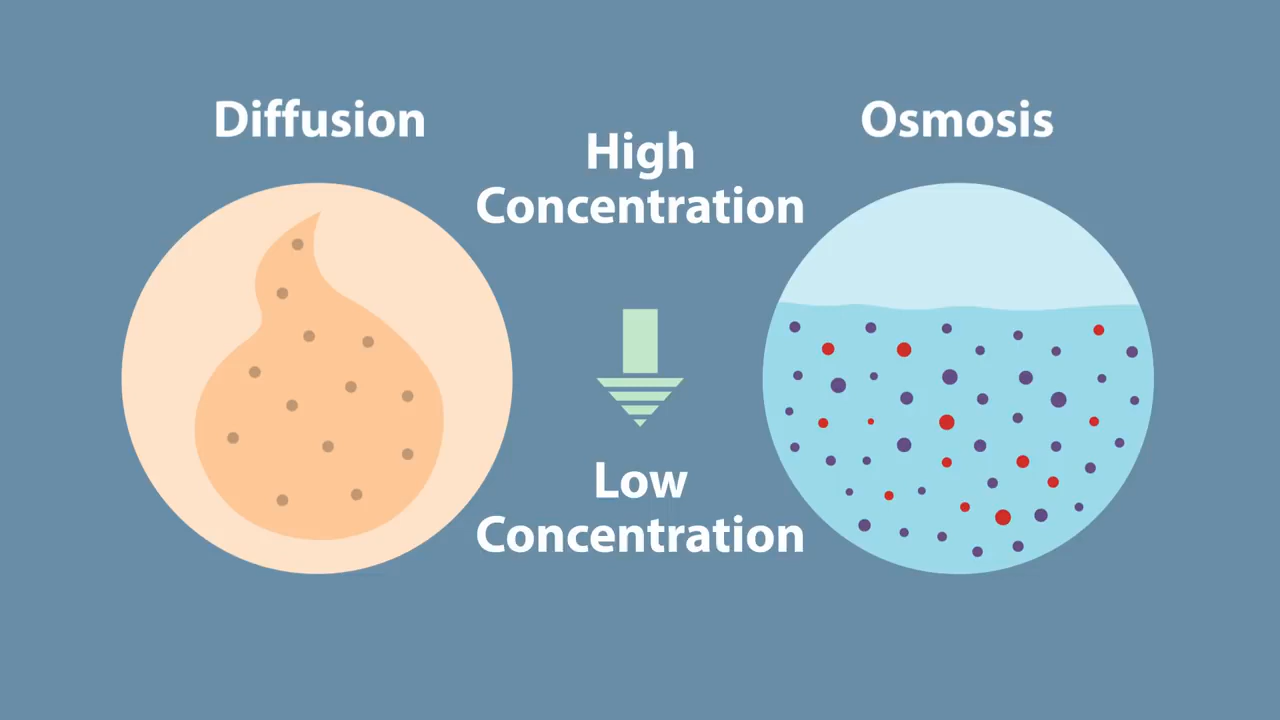 Diffusion
High
Concentration
Osmosis
Low
Concentration